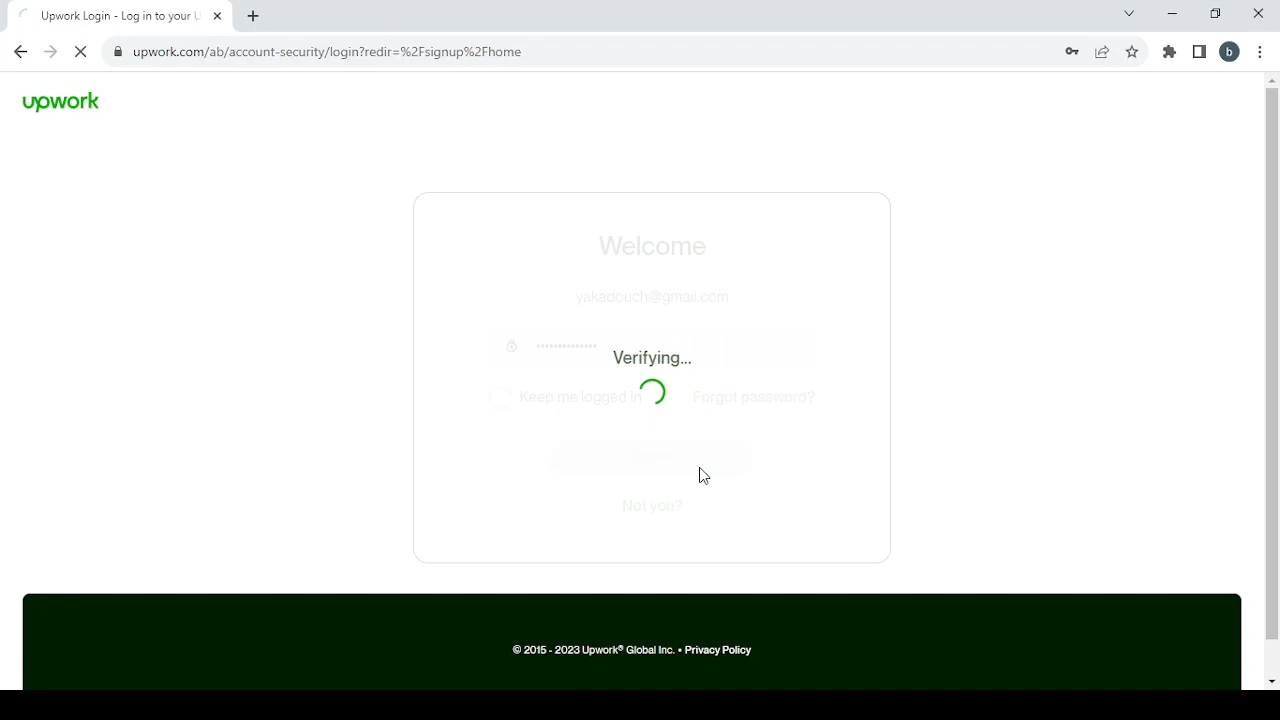 Upwork Login - Log in to your U
upwork.com/ab/account-security/login?redir=%2Fsignup%2Fhome
b
upwork
Welcome
yakadouch@gmail.com
••••••••••••••
Verifying...
Keep me logged in
Forgot password?
Not you?
© 2015 - 2023 Upwork® Global Inc. • Privacy Policy